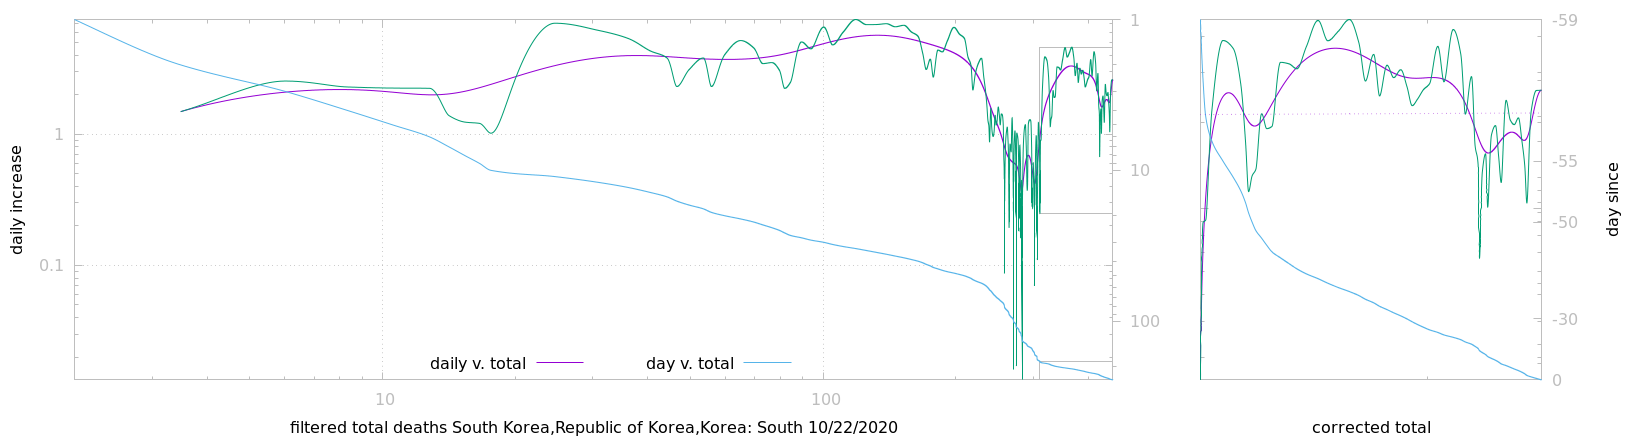 1
-59
1
10
-55
daily increase
day since
-50
0.1
100
-30
daily v. total
day v. total
0
10
100
filtered total deaths South Korea,Republic of Korea,Korea: South 10/22/2020
corrected total